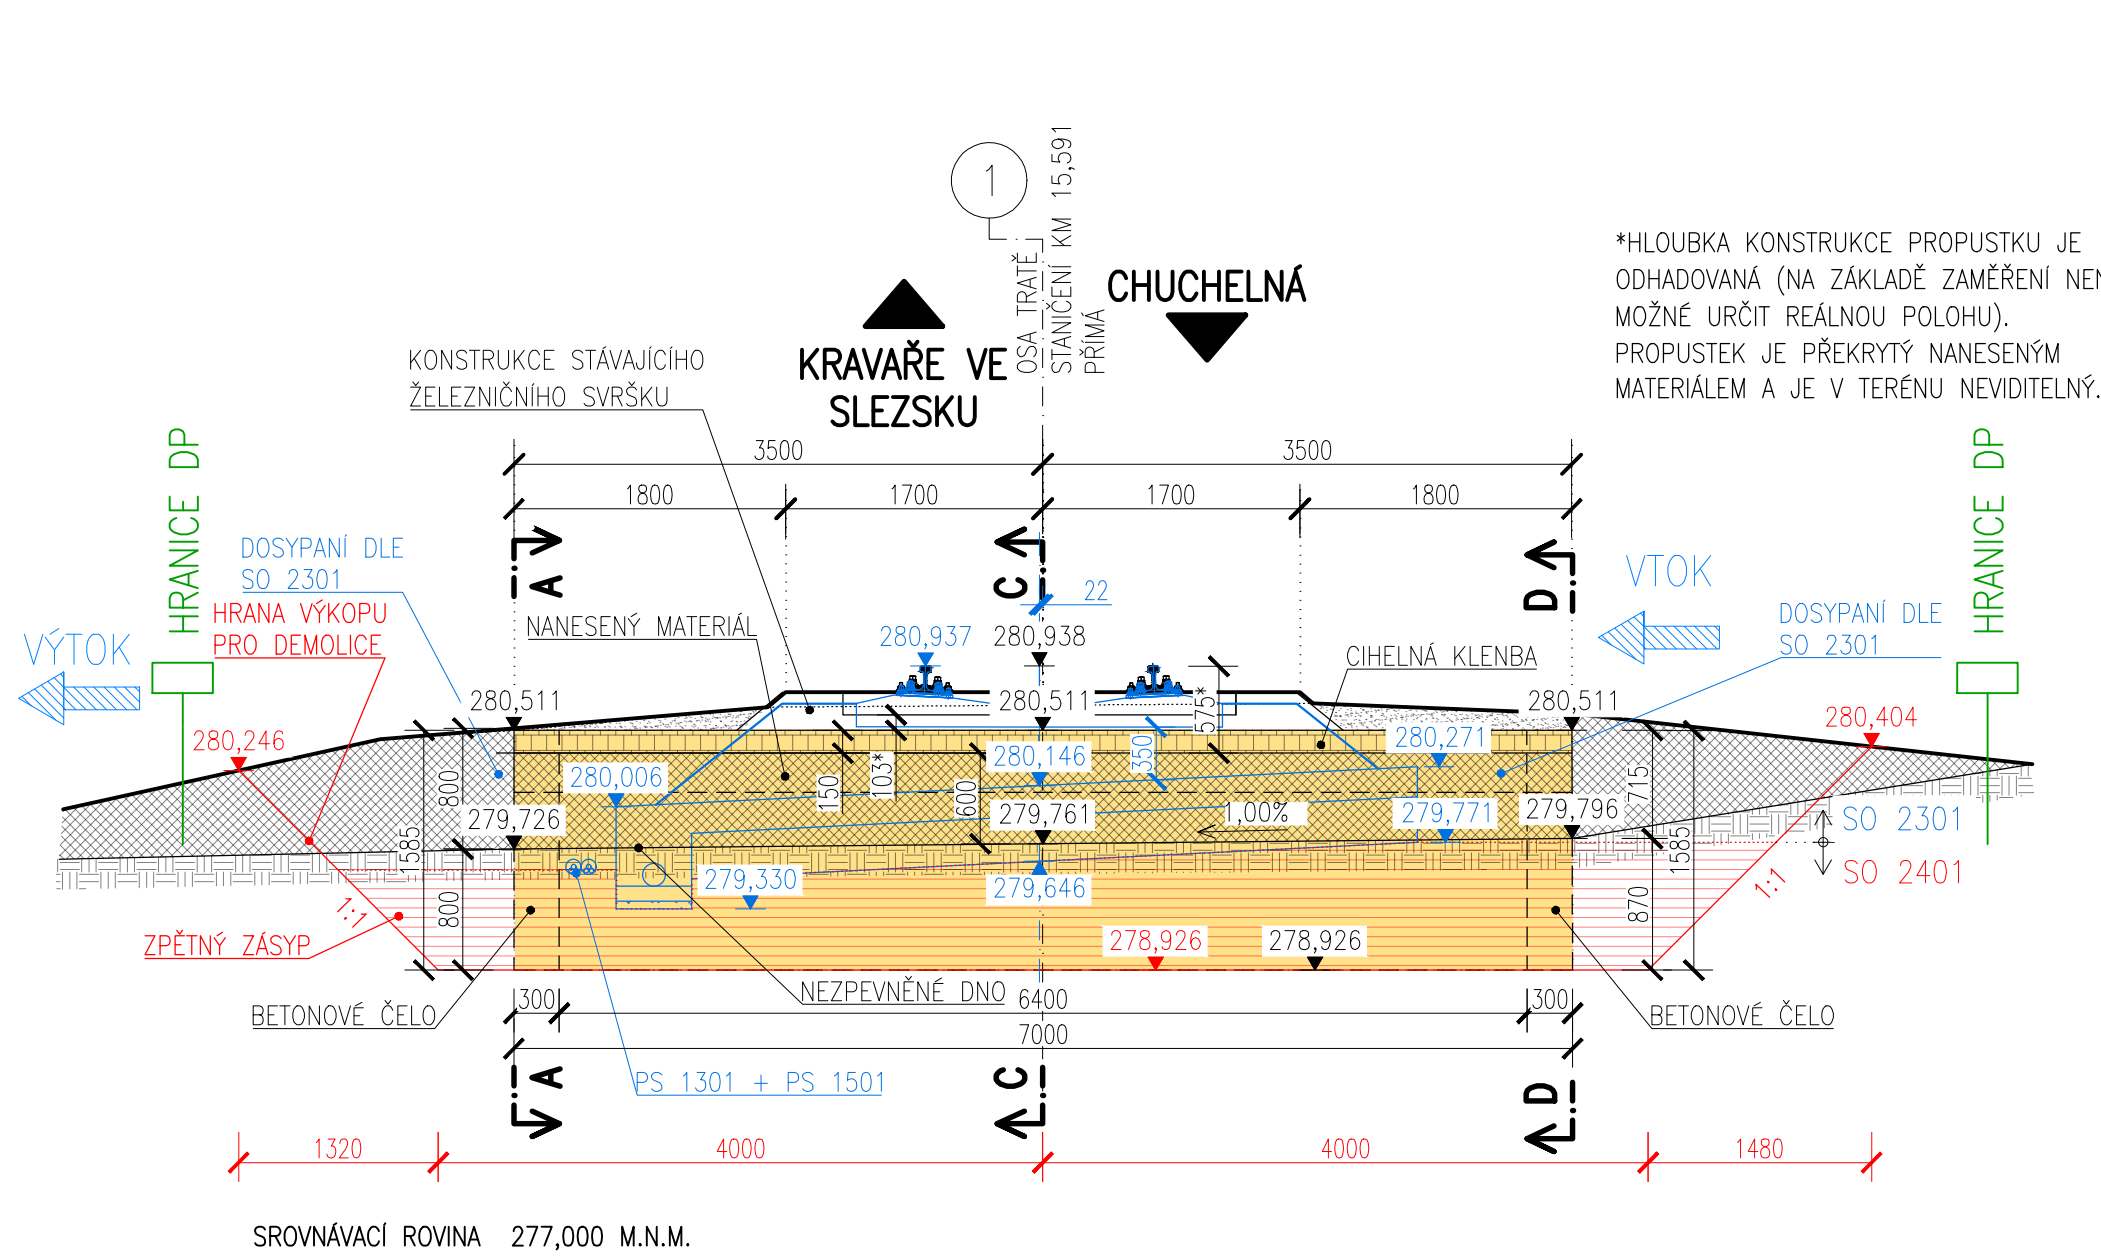 1
OSA TRATĚ
STANIČENÍ KM 15,591
PŘÍMÁ
CHUCHELNÁ
KRAVAŘE VE
SLEZSKU
*HLOUBKA KONSTRUKCE PROPUSTKU JE
ODHADOVANÁ (NA ZÁKLADĚ ZAMĚŘENÍ
MOŽNÉ URČIT REÁLNOU POLOHU).
PROPUSTEK JE PŘEKRYTÝ NANESENÝM
MATERIÁLEM A JE V TERÉNU NEVIDITELNÝ.
KONSTRUKCE STÁVAJÍCÍHO
ŽELEZNIČNÍHO SVRŠKU
HRANICE DP
HRANICE DP
3500
3500
1800
1700
1700
1800
DOSYPANÍ DLE
SO 2301
HRANA VÝKOPU
PRO DEMOLICE
VÝTOK
A
C
D
22
VTOK
DOSYPANÍ DLE
SO 2301
NANESENÝ MATERIÁL
280,937
280,938
CIHELNÁ KLENBA
280,511
280,511
280,511
575*
280,246
280,404
280,006
280,146
350
280,271
150
103*
600
800
1585
279,726
279,761
1,00%
279,771
279,796
715
1585
SO 2301
SO 2401
279,330
279,646
1:1
1:1
800
870
ZPĚTNÝ ZÁSYP
278,926
278,926
BETONOVÉ ČELO
NEZPEVNĚNÉ DNO
BETONOVÉ ČELO
300
6400
300
7000
PS 1301 + PS 1501
A
C
D
1320
4000
4000
1480
SROVNÁVACÍ ROVINA 277,000 M.N.M.